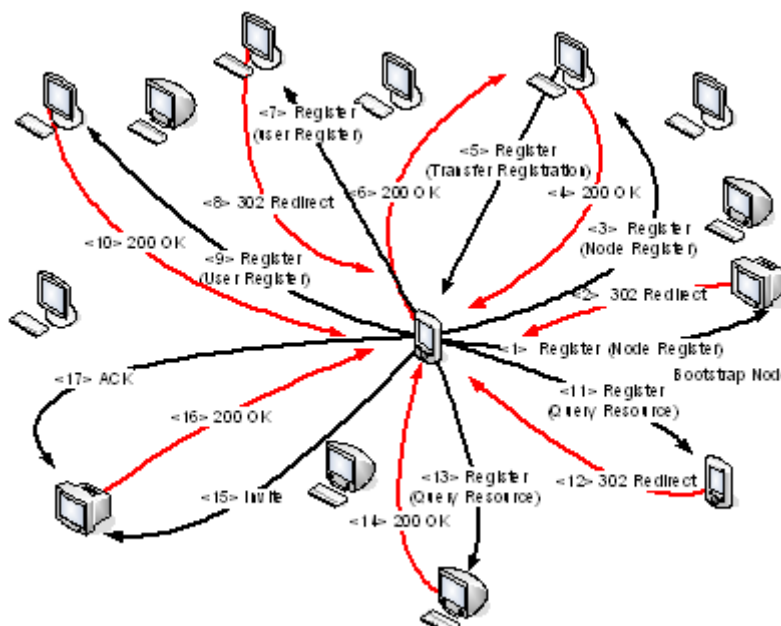 <7> Register
(User Register)
<5> Register
(Transfer Registration)
<8> 302 Redirect
<6> 200 OK
<4> 200 OK
<3> Register
(Node Register)
<10> 200 OK
<9> Register
(User Register)
<2> 302 Redirect
<1> Register (Node Register)
Bootstrap Node
<17> ACK
<11> Register
(Query Resource)
<16> 200 OK
<13> Register
(Query Resource)
<12> 302 Redirect
<15> Invite
<14> 200 OK